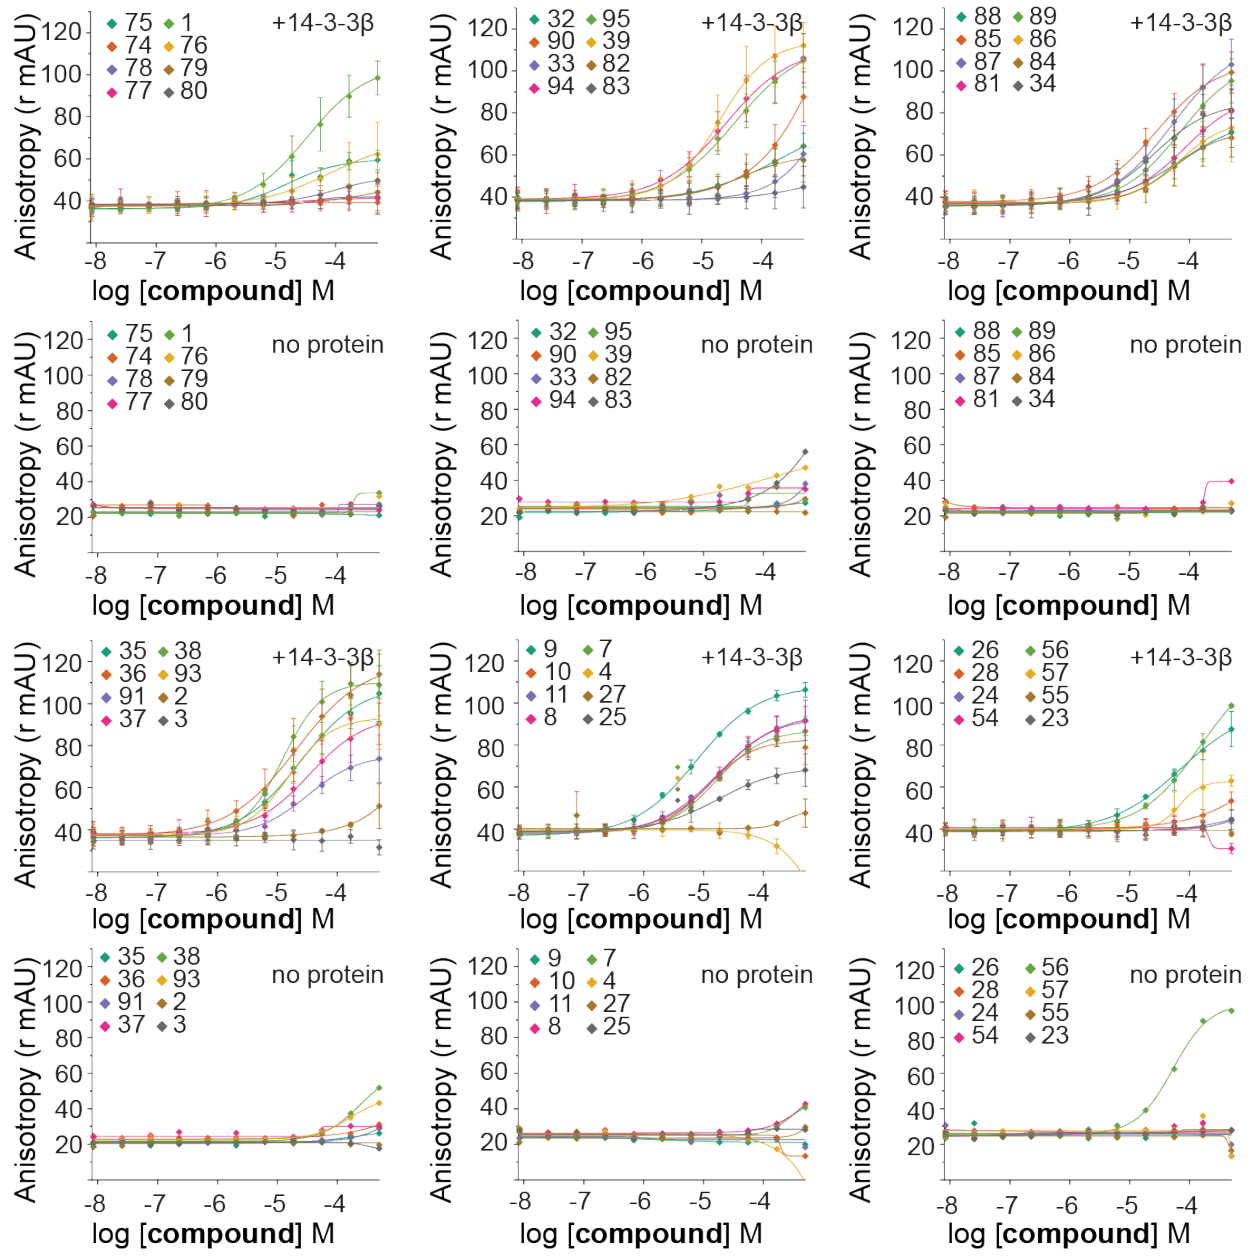 Anisotropy (r mAU)
120
100
80
60
40
75 1
74 76
78 79
77 80
+14-3-3β
-8 -7 -6 -5 -4
log [compound] M
Anisotropy (r mAU)
120
100
80
60
40
32 95
90 39
33 82
94 83
+14-3-3β
-8 -7 -6 -5 -4
log [compound] M
Anisotropy (r mAU)
120
100
80
60
40
88 89
85 86
87 84
81 34
+14-3-3β
-8 -7 -6 -5 -4
log [compound] M
Anisotropy (r mAU)
120
100
80
60
40
20
75 1
74 76
78 79
77 80
no protein
-8 -7 -6 -5 -4
log [compound] M
Anisotropy (r mAU)
120
100
80
60
40
20
32 95
90 39
33 82
94 83
no protein
-8 -7 -6 -5 -4
log [compound] M
Anisotropy (r mAU)
120
100
80
60
40
20
88 89
85 86
87 84
81 34
no protein
-8 -7 -6 -5 -4
log [compound] M
Anisotropy (r mAU)
120
100
80
60
40
35 38
36 93
91 2
37 3
+14-3-3β
-8 -7 -6 -5 -4
log [compound] M
Anisotropy (r mAU)
120
100
80
60
40
9 7
10 4
11 27
8 25
+14-3-3β
-8 -7 -6 -5 -4
log [compound] M
Anisotropy (r mAU)
120
100
80
60
40
26 56
28 57
24 55
54 23
+14-3-3β
-8 -7 -6 -5 -4
log [compound] M
Anisotropy (r mAU)
120
100
80
60
40
20
35 38
36 93
91 2
37 3
no protein
-8 -7 -6 -5 -4
log [compound] M
Anisotropy (r mAU)
120
100
80
60
40
20
9 7
10 4
11 27
8 25
no protein
-8 -7 -6 -5 -4
log [compound] M
Anisotropy (r mAU)
120
100
80
60
40
20
26 56
28 57
24 55
54 23
no protein
-8 -7 -6 -5 -4
log [compound] M